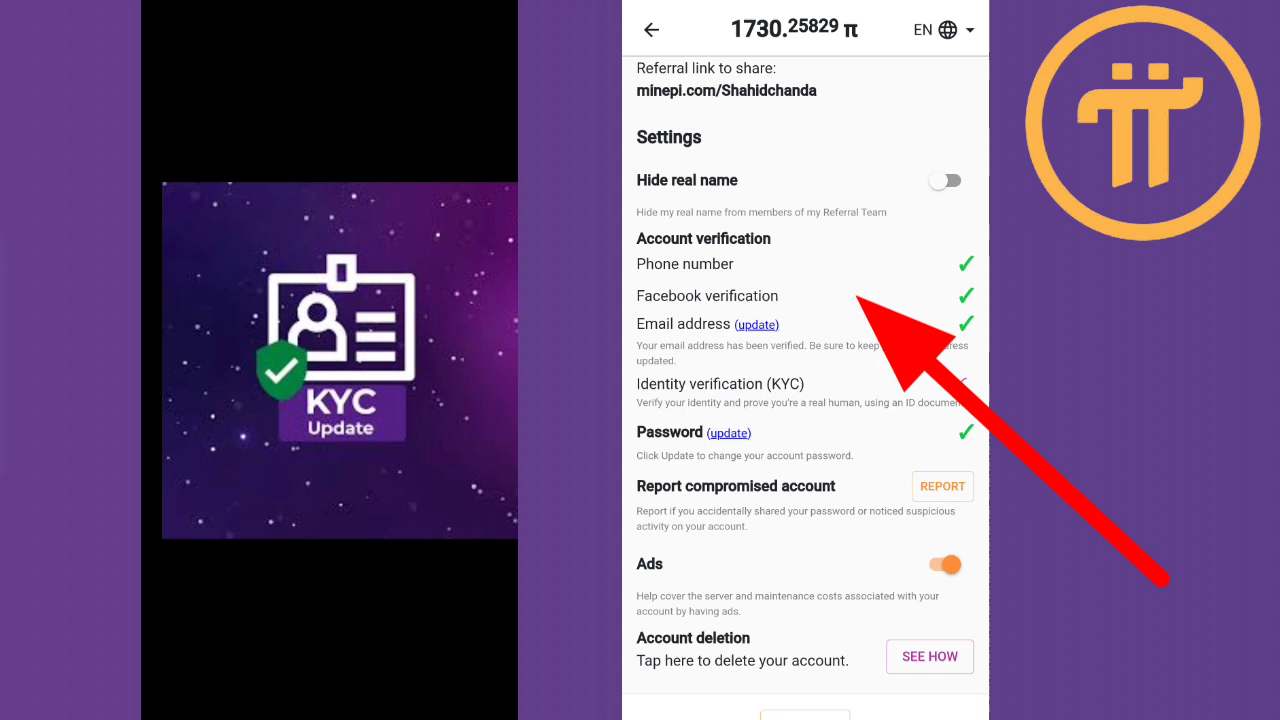 KYC
Update
1730.25829 π
EN
Referral link to share:
minepi.com/Shahidchanda
Settings
Hide real name
Hide my real name from members of my Referral Team
Account verification
Phone number
Facebook verification
Email address (update)
Your email address has been verified. Be sure to keep
updated.
Identity verification (KYC)
Verify your identity and prove you're a real human, using an ID
Password (update)
Click Update to change your account password.
Report compromised account
REPORT
Report if you accidentally shared your password or noticed suspicious
activity on your account.
Ads
Help cover the server and maintenance costs associated with your
account by having ads.
Account deletion
Tap here to delete your account.
SEE HOW